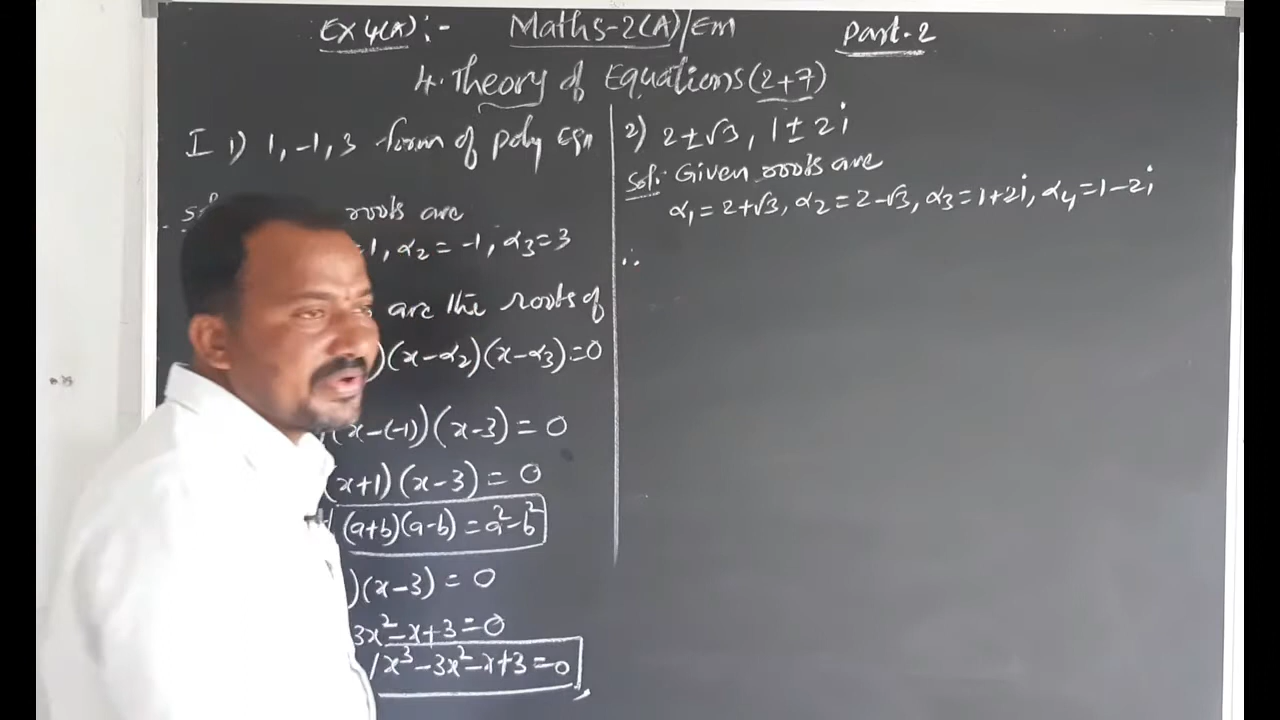 Ex 4(A):- Maths-2(A)/Em Part-2
4. Theory of Equations (2+7)
I 1) 1, -1, 3 form of poly Eqn
roots are
1, α₂ = -1, α₃ = 3
are the roots of
)(x-α₂)(x-α₃)=0
(x-(-1))(x-3) = 0
(x+1)(x-3) = 0
(a+b)(a-b) = a²-b²
)(x-3) = 0
3x²-x+3=0
x³-3x²-x+3=0
2) 2±√3, 1±2i
Sol:- Given roots are
α₁ = 2+√3, α₂ = 2-√3, α₃ = 1+2i, α₄ = 1-2i
∴